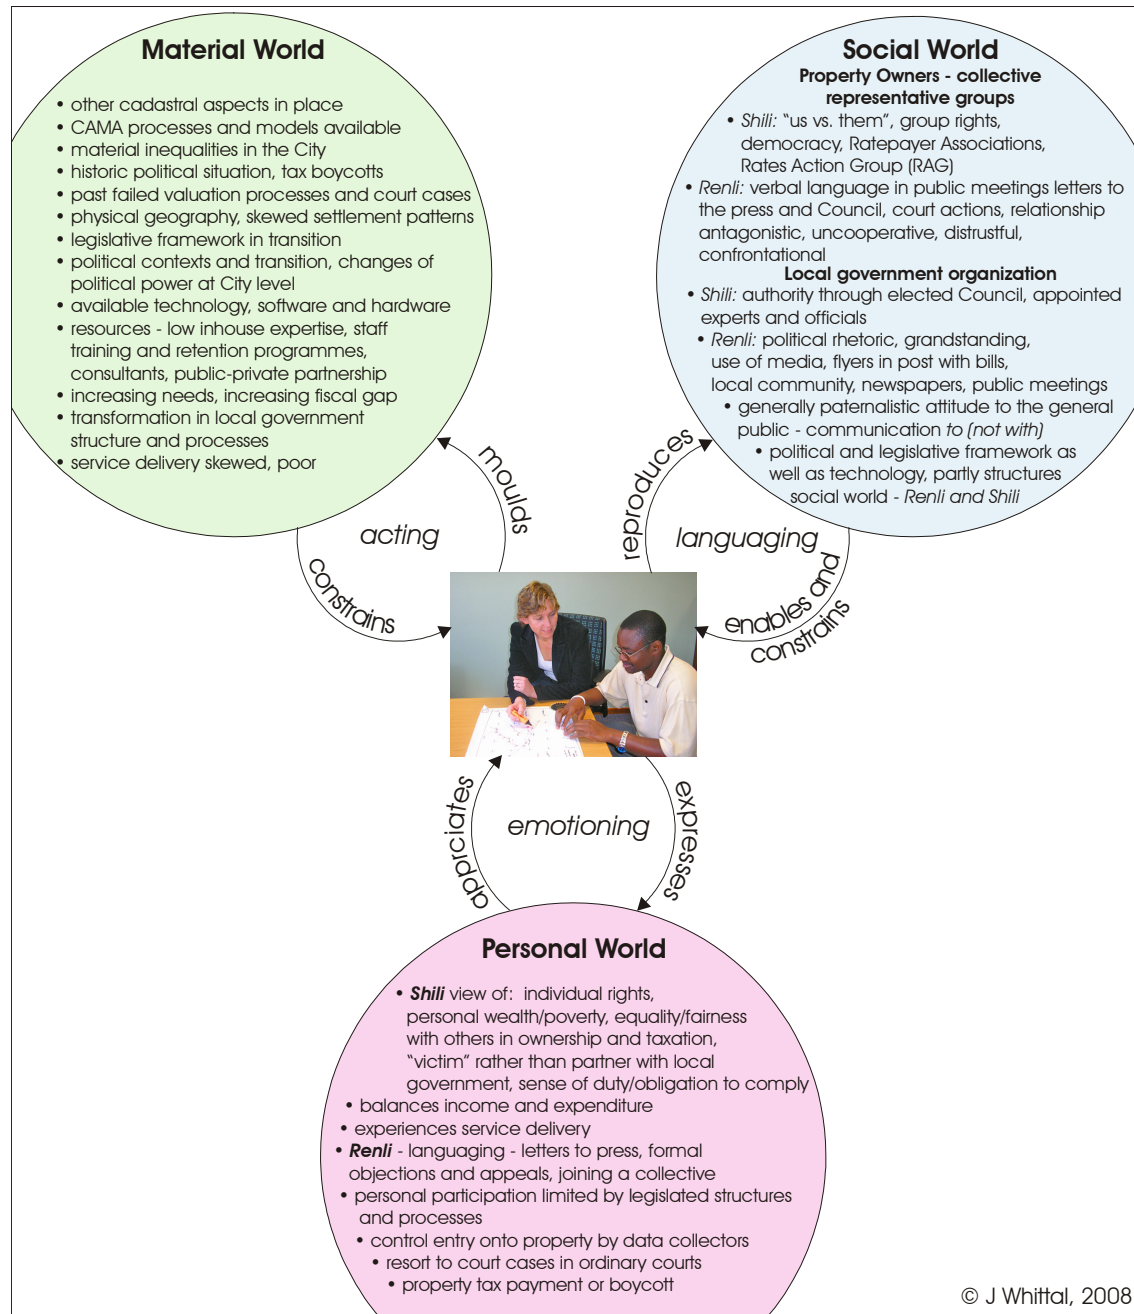 Material World
• other cadastral aspects in place
• CAMA processes and models available
• material inequalities in the City
• historic political situation, tax boycotts
• past failed valuation processes and court cases
• physical geography, skewed settlement patterns
• legislative framework in transition
• political contexts and transition, changes of
political power at City level
• available technology, software and hardware
• resources - low inhouse expertise, staff
training and retention programmes,
consultants, public-private partnership
• increasing needs, increasing fiscal gap
• transformation in local government
structure and processes
• service delivery skewed, poor
Social World
Property Owners - collective
representative groups
• Shili: “us vs. them”, group rights,
democracy, Ratepayer Associations,
Rates Action Group (RAG)
• Renli: verbal language in public meetings letters to
the press and Council, court actions, relationship
antagonistic, uncooperative, distrustful,
confrontational
Local government organization
• Shili: authority through elected Council, appointed
experts and officials
• Renli: political rhetoric, grandstanding,
use of media, flyers in post with bills,
local community, newspapers, public meetings
• generally paternalistic attitude to the general
public - communication to (not with)
• political and legislative framework as
well as technology, partly structures
social world - Renli and Shili
moulds
acting
constrains
reproduces
languaging
enables and
constrains
apprciates
emotioning
expresses
Personal World
• Shili view of: individual rights,
personal wealth/poverty, equality/fairness
with others in ownership and taxation,
“victim” rather than partner with local
government, sense of duty/obligation to comply
• balances income and expenditure
• experiences service delivery
• Renli - languaging - letters to press, formal
objections and appeals, joining a collective
• personal participation limited by legislated structures
and processes
• control entry onto property by data collectors
• resort to court cases in ordinary courts
• property tax payment or boycott
© J Whittal, 2008